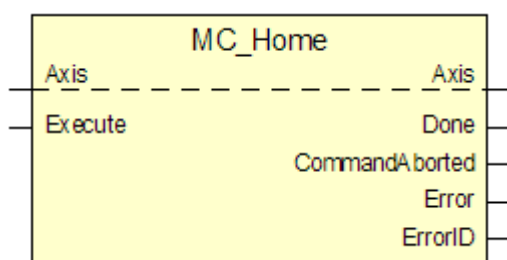 MC_Home
Axis Axis
Execute Done
CommandAborted
Error
ErrorID